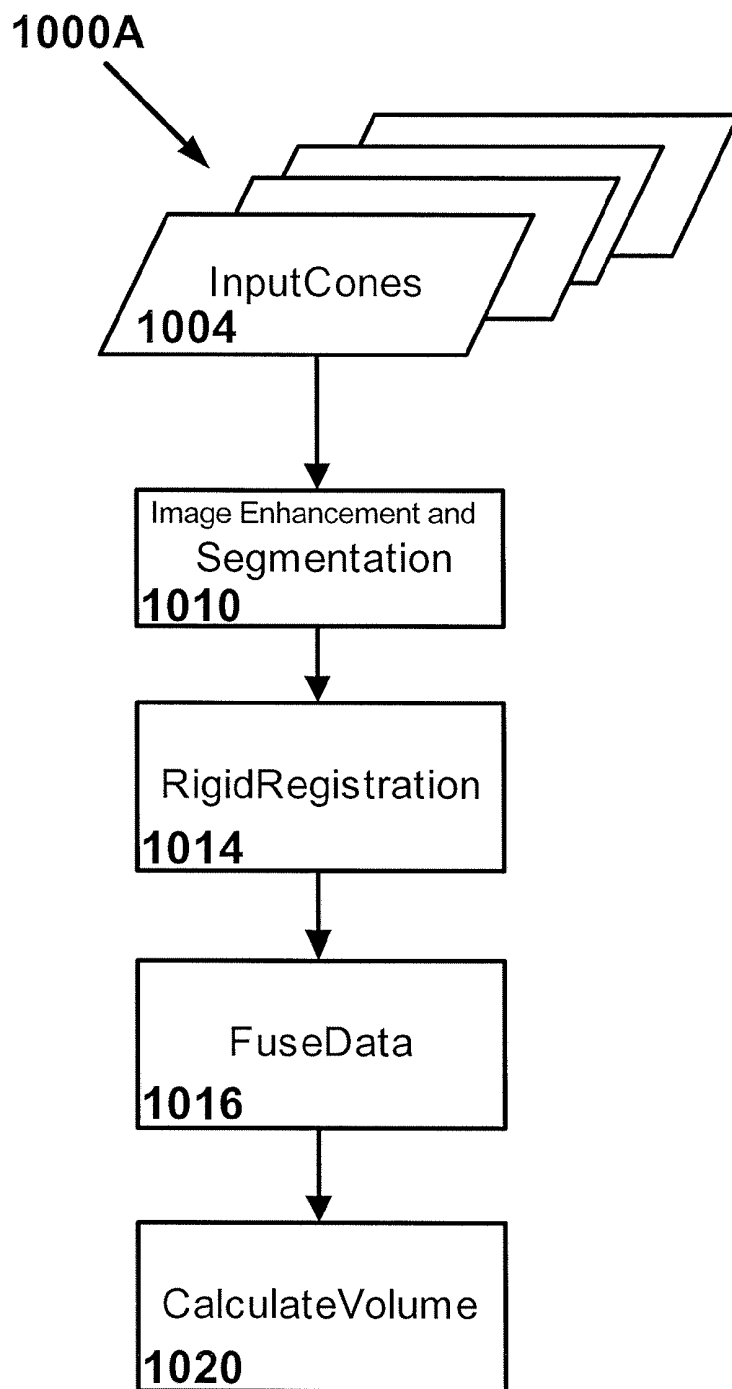 1000A
InputCones
1004
Image Enhancement and
Segmentation
1010
RigidRegistration
1014
FuseData
1016
CalculateVolume
1020